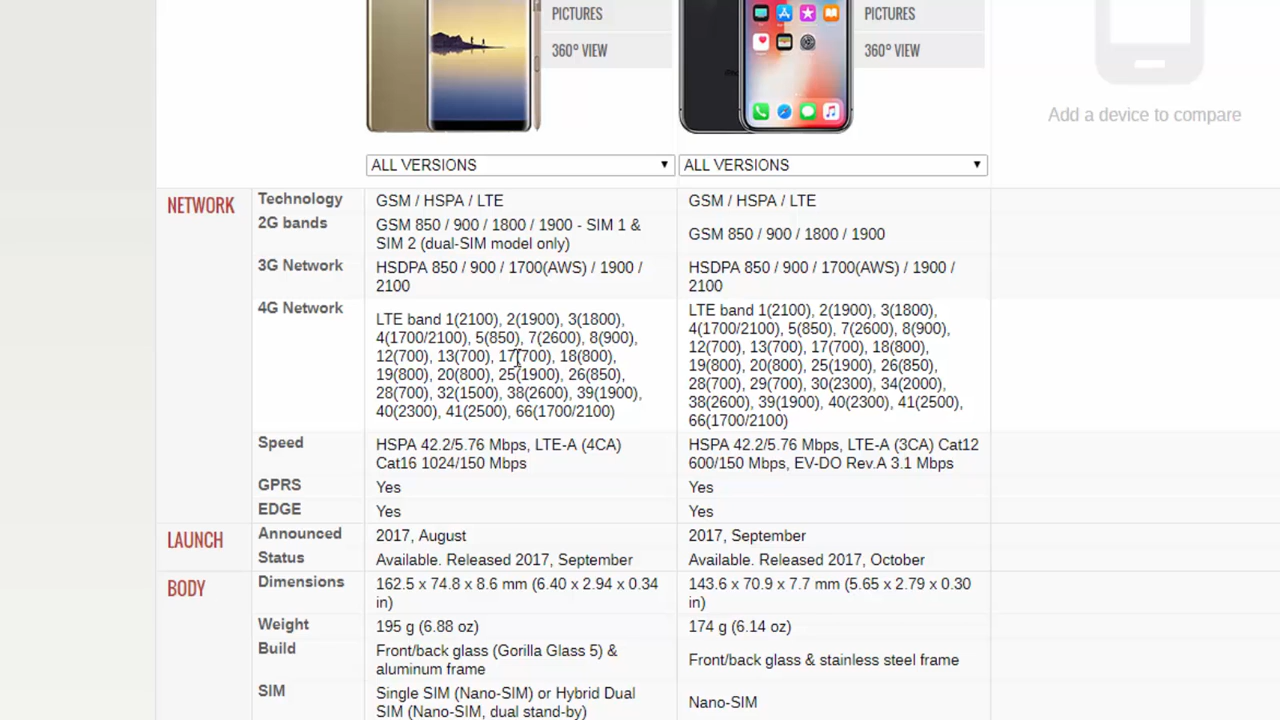 PICTURES
PICTURES
360° VIEW
360° VIEW
Add a device to compare
ALL VERSIONS
ALL VERSIONS
NETWORK
Technology
GSM / HSPA / LTE
GSM / HSPA / LTE
2G bands
GSM 850 / 900 / 1800 / 1900 - SIM 1 &
SIM 2 (dual-SIM model only)
GSM 850 / 900 / 1800 / 1900
3G Network
HSDPA 850 / 900 / 1700(AWS) / 1900 /
2100
HSDPA 850 / 900 / 1700(AWS) / 1900 /
2100
4G Network
LTE band 1(2100), 2(1900), 3(1800),
4(1700/2100), 5(850), 7(2600), 8(900),
12(700), 13(700), 17(700), 18(800),
19(800), 20(800), 25(1900), 26(850),
28(700), 32(1500), 38(2600), 39(1900),
40(2300), 41(2500), 66(1700/2100)
LTE band 1(2100), 2(1900), 3(1800),
4(1700/2100), 5(850), 7(2600), 8(900),
12(700), 13(700), 17(700), 18(800),
19(800), 20(800), 25(1900), 26(850),
28(700), 29(700), 30(2300), 34(2000),
38(2600), 39(1900), 40(2300), 41(2500),
66(1700/2100)
Speed
HSPA 42.2/5.76 Mbps, LTE-A (4CA)
Cat16 1024/150 Mbps
HSPA 42.2/5.76 Mbps, LTE-A (3CA) Cat12
600/150 Mbps, EV-DO Rev.A 3.1 Mbps
GPRS
Yes
Yes
EDGE
Yes
Yes
LAUNCH
Announced
2017, August
2017, September
Status
Available. Released 2017, September
Available. Released 2017, October
BODY
Dimensions
162.5 x 74.8 x 8.6 mm (6.40 x 2.94 x 0.34
in)
143.6 x 70.9 x 7.7 mm (5.65 x 2.79 x 0.30
in)
Weight
195 g (6.88 oz)
174 g (6.14 oz)
Build
Front/back glass (Gorilla Glass 5) &
aluminum frame
Front/back glass & stainless steel frame
SIM
Single SIM (Nano-SIM) or Hybrid Dual
SIM (Nano-SIM, dual stand-by)
Nano-SIM